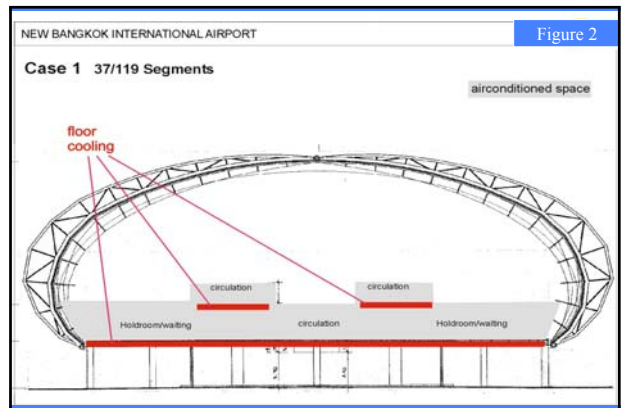 NEW BANGKOK INTERNATIONAL AIRPORT
Figure 2
Case 1 37/119 Segments
airconditioned space
floor
cooling
circulation
circulation
Holdroom/waiting
circulation
Holdroom/waiting